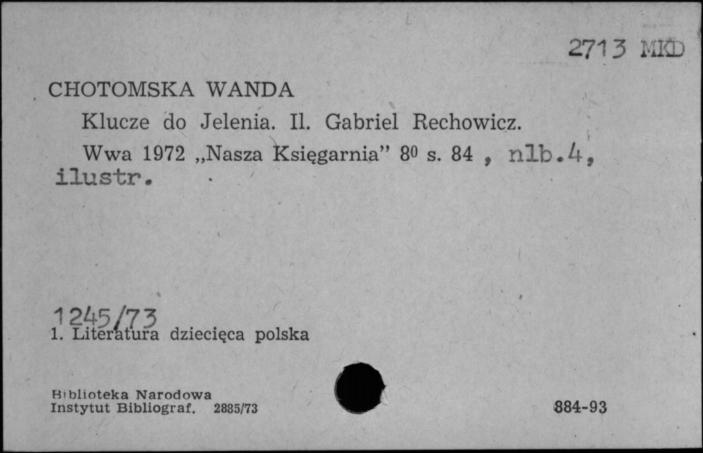 2713 MKD
CHOTOMSKA WANDA
Klucze do Jelenia. Il. Gabriel Rechowicz.
Wwa 1972 „Nasza Księgarnia” 8⁰ s. 84 , nlb.4,
ilustr.
1245/73
1. Literatura dziecięca polska
Biblioteka Narodowa
Instytut Bibliograf. 2885/73
884-93